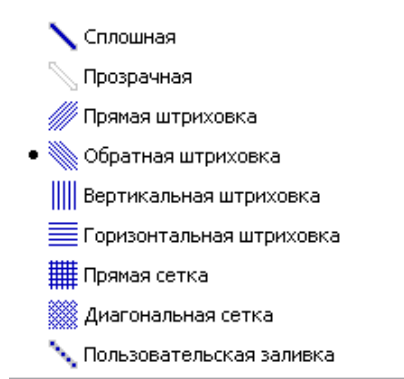 Сплошная
Прозрачная
Прямая штриховка
Обратная штриховка
Вертикальная штриховка
Горизонтальная штриховка
Прямая сетка
Диагональная сетка
Пользовательская заливка